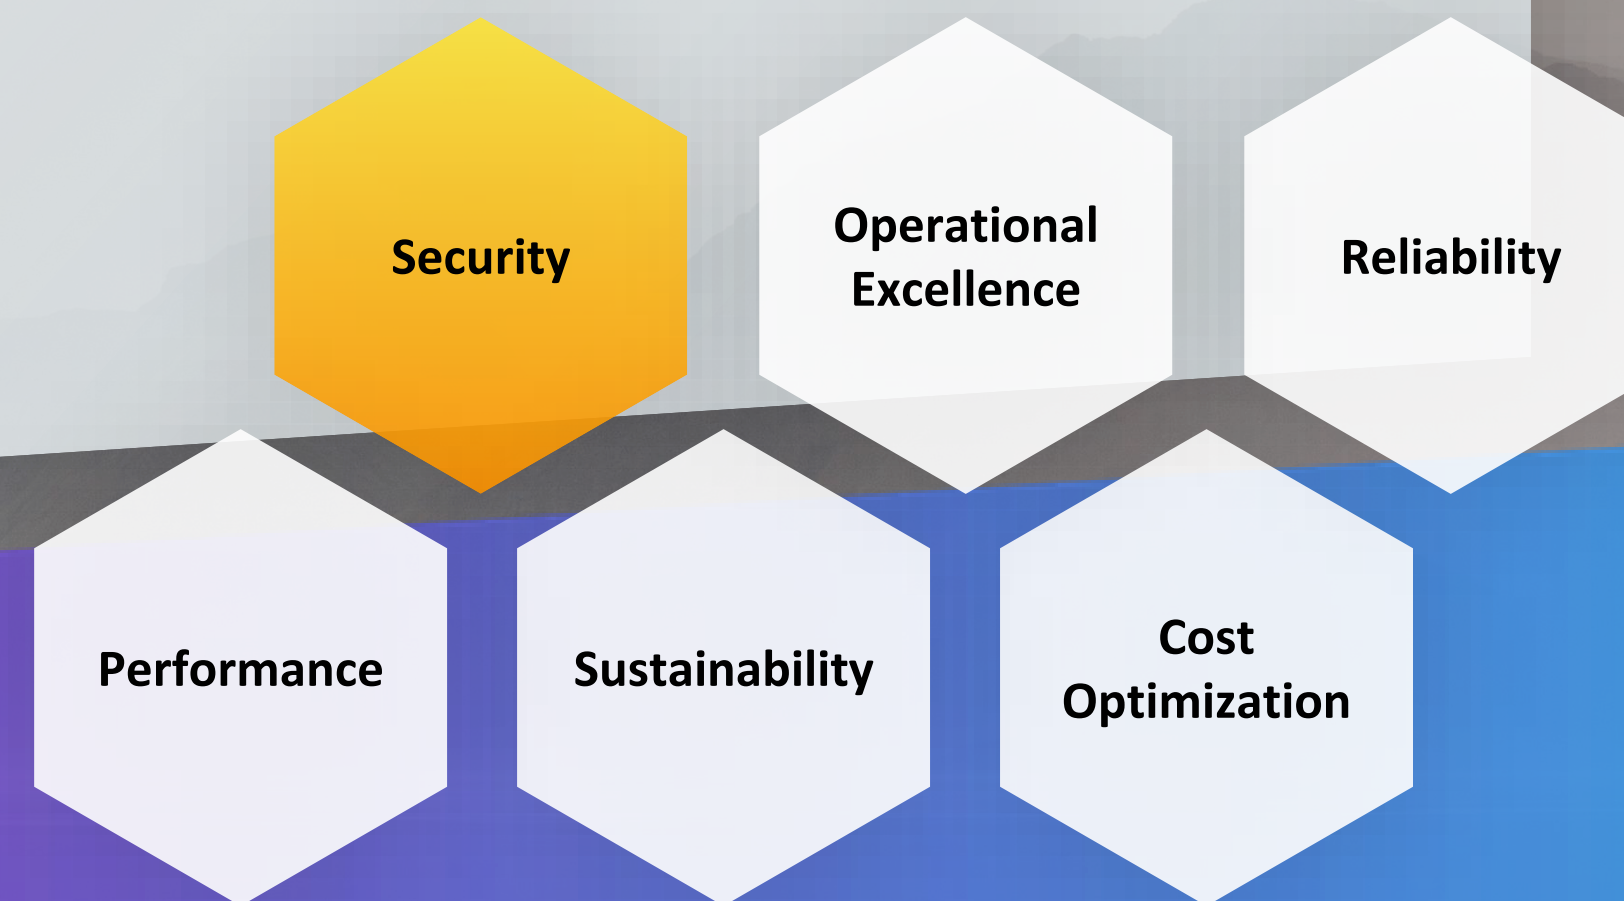 Security
Operational
Excellence
Reliability
Performance
Sustainability
Cost
Optimization